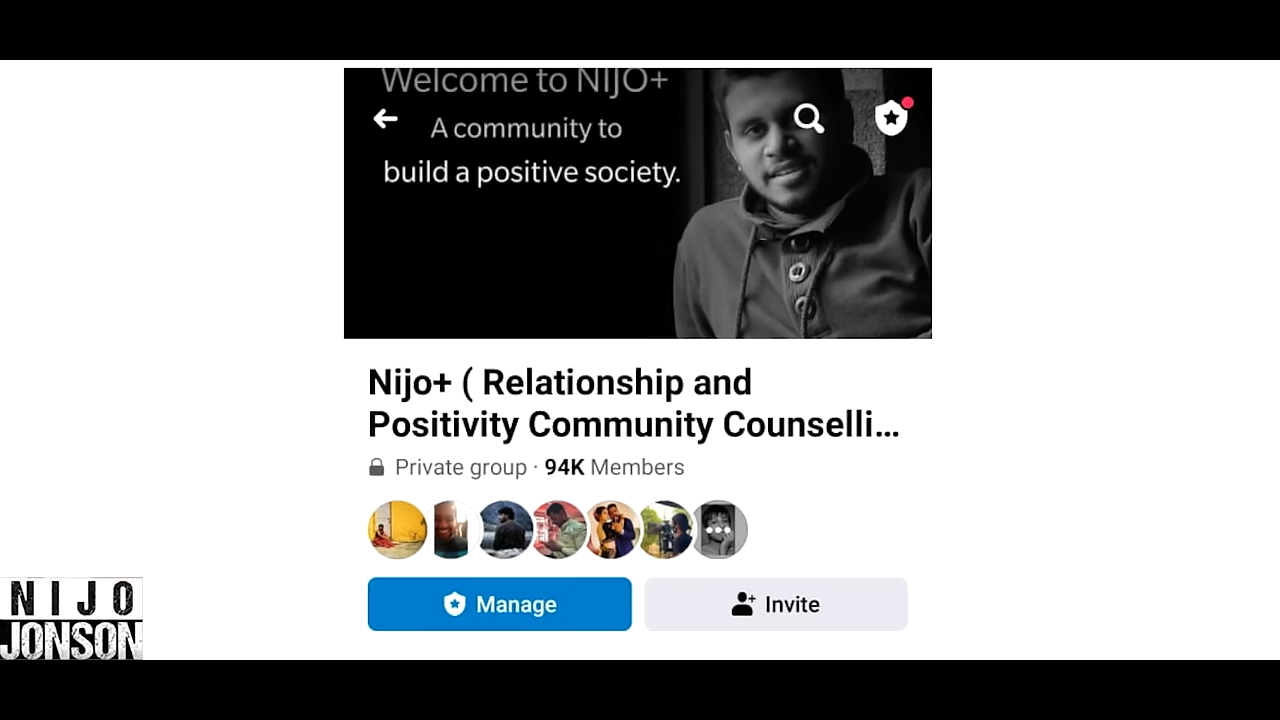 Welcome to NIJO+
A community to
build a positive society.
Nijo+ ( Relationship and
Positivity Community Counselli...
Private group · 94K Members
Manage
Invite
NIJO
JONSON